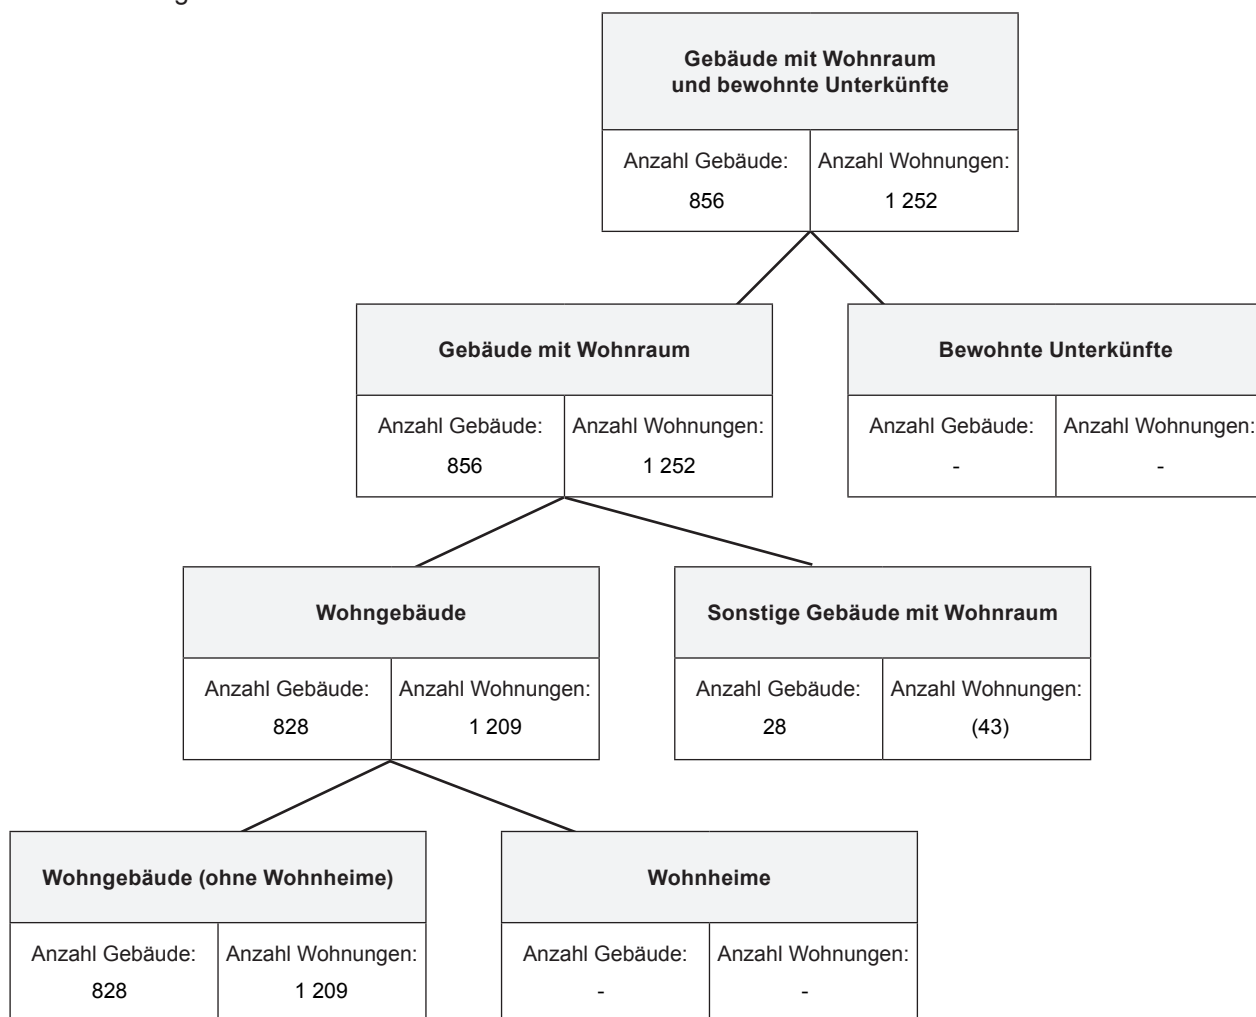 Gebäude mit Wohnraum
und bewohnte Unterkünfte
Anzahl Gebäude: Anzahl Wohnungen:
856 1 252
Gebäude mit Wohnraum
Anzahl Gebäude: Anzahl Wohnungen:
856 1 252
Bewohnte Unterkünfte
Anzahl Gebäude: Anzahl Wohnungen:
- -
Wohngebäude
Anzahl Gebäude: Anzahl Wohnungen:
828 1 209
Sonstige Gebäude mit Wohnraum
Anzahl Gebäude: Anzahl Wohnungen:
28 (43)
Wohngebäude (ohne Wohnheime)
Anzahl Gebäude: Anzahl Wohnungen:
828 1 209
Wohnheime
Anzahl Gebäude: Anzahl Wohnungen:
- -